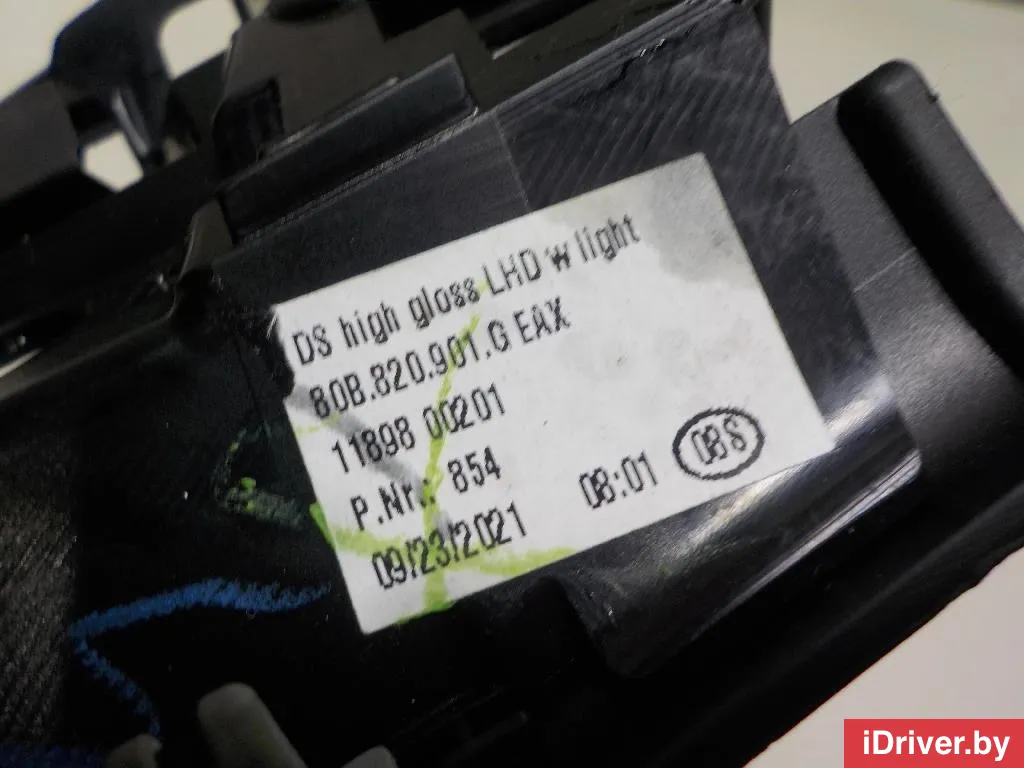 DS high gloss LHD w light
80B.820.901.G EAX
11898 00201
P.Nr.: 854
09/23/2021 08:01 OBS
iDriver.by